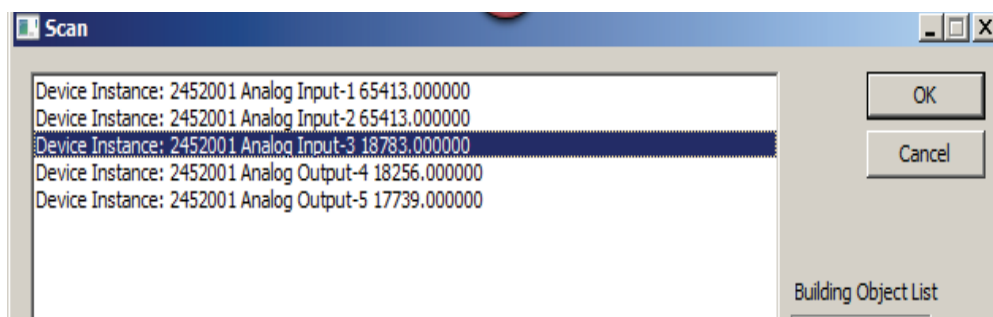 Scan
Device Instance: 2452001 Analog Input-1 65413.000000
Device Instance: 2452001 Analog Input-2 65413.000000
Device Instance: 2452001 Analog Input-3 18783.000000
Device Instance: 2452001 Analog Output-4 18256.000000
Device Instance: 2452001 Analog Output-5 17739.000000
OK
Cancel
Building Object List